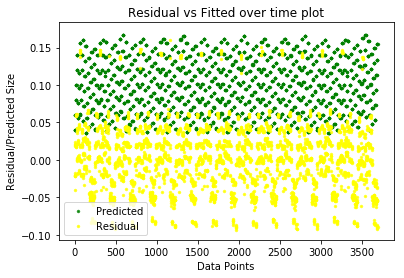 Residual vs Fitted over time plot
Residual/Predicted Size
0.15
0.10
0.05
0.00
−0.05
−0.10
Predicted
Residual
0 500 1000 1500 2000 2500 3000 3500
Data Points